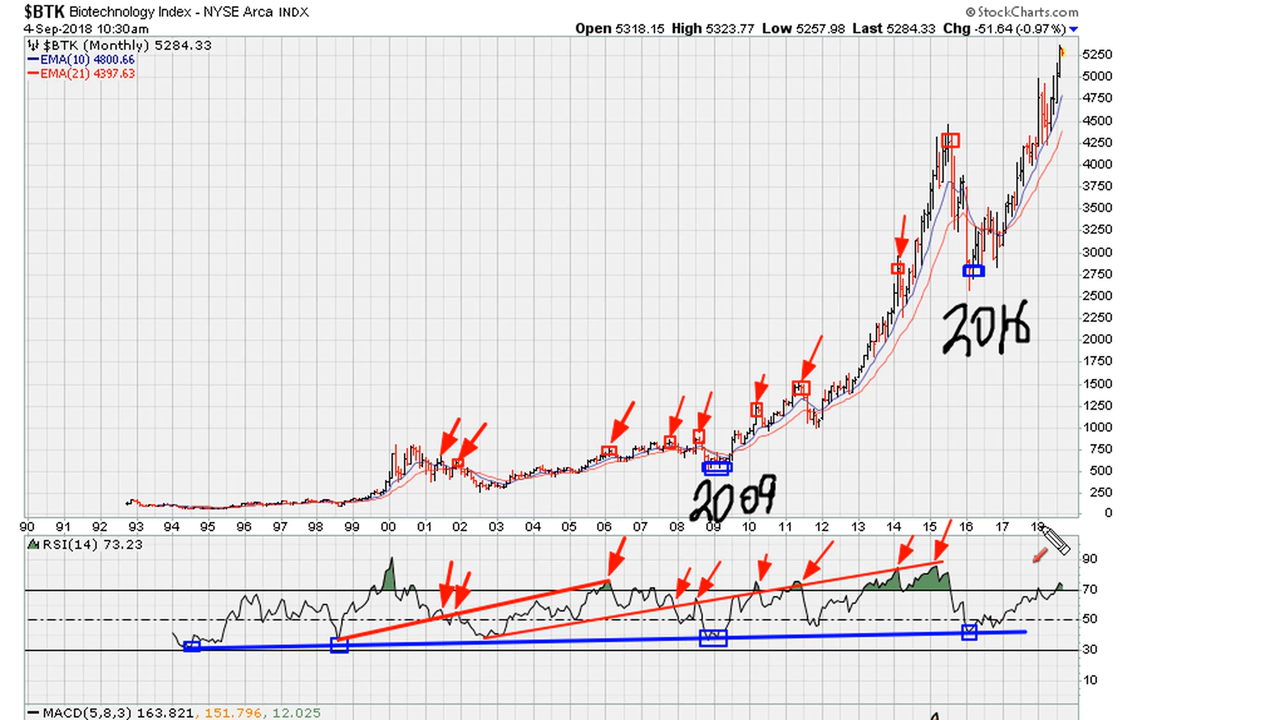 $BTK Biotechnology Index - NYSE Arca INDX
© StockCharts.com
4-Sep-2018 10:30am
Open 5318.15 High 5323.77 Low 5257.98 Last 5284.33 Chg -51.64 (-0.97%)
$BTK (Monthly) 5284.33
EMA(10) 4800.66
EMA(21) 4397.63
5250
5000
4750
4500
4250
4000
3750
3500
3250
3000
2750
2500
2250
2000
1750
1500
1250
1000
750
500
250
0
2016
2009
90 91 92 93 94 95 96 97 98 99 00 01 02 03 04 05 06 07 08 09 10 11 12 13 14 15 16 17 18
RSI(14) 73.23
90
70
50
30
10
MACD(5,8,3) 163.821, 151.796, 12.025